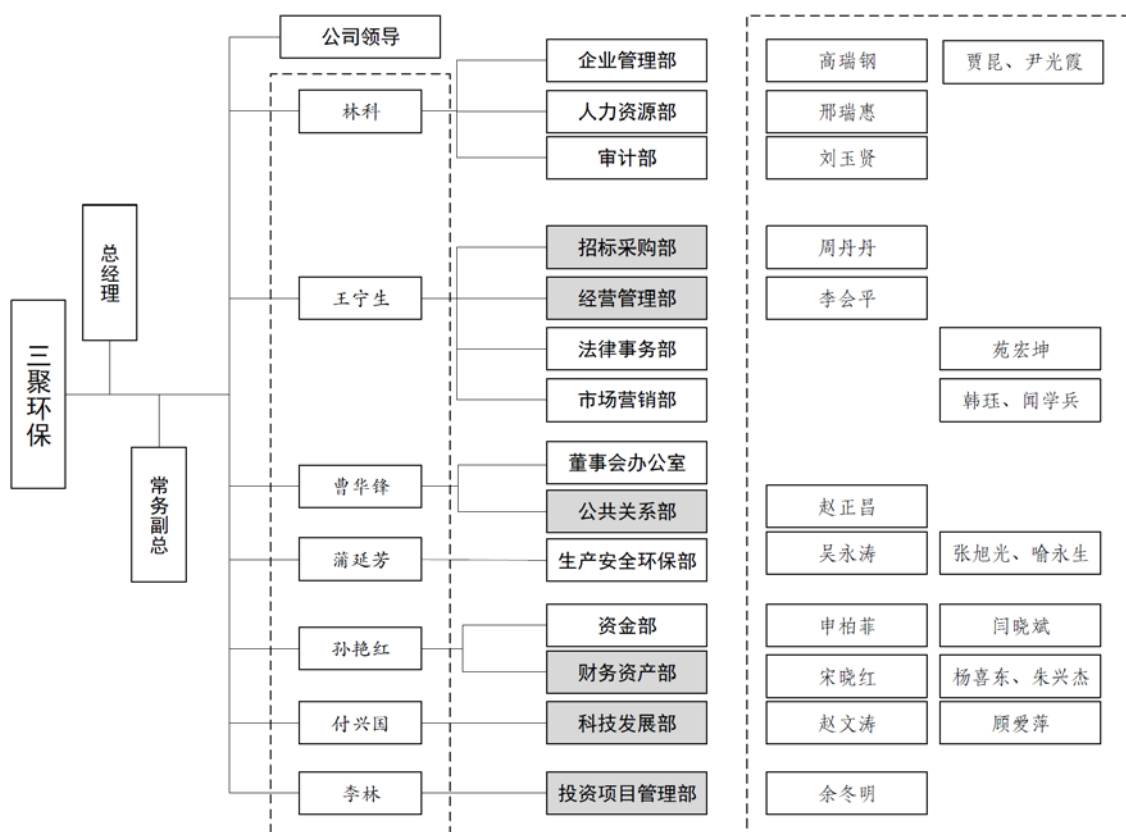 公司领导
企业管理部
高瑞钢
贾昆、尹光霞
林科
人力资源部
邢瑞惠
审计部
刘玉贤
总经理
招标采购部
周丹丹
王宁生
经营管理部
李会平
三聚环保
法律事务部
苑宏坤
市场营销部
韩珏、闻学兵
常务副总
董事会办公室
曹华锋
公共关系部
赵正昌
蒲延芳
生产安全环保部
吴永涛
张旭光、喻永生
资金部
申柏菲
闫晓斌
孙艳红
财务资产部
宋晓红
杨喜东、朱兴杰
付兴国
科技发展部
赵文涛
顾爱萍
李林
投资项目管理部
余冬明